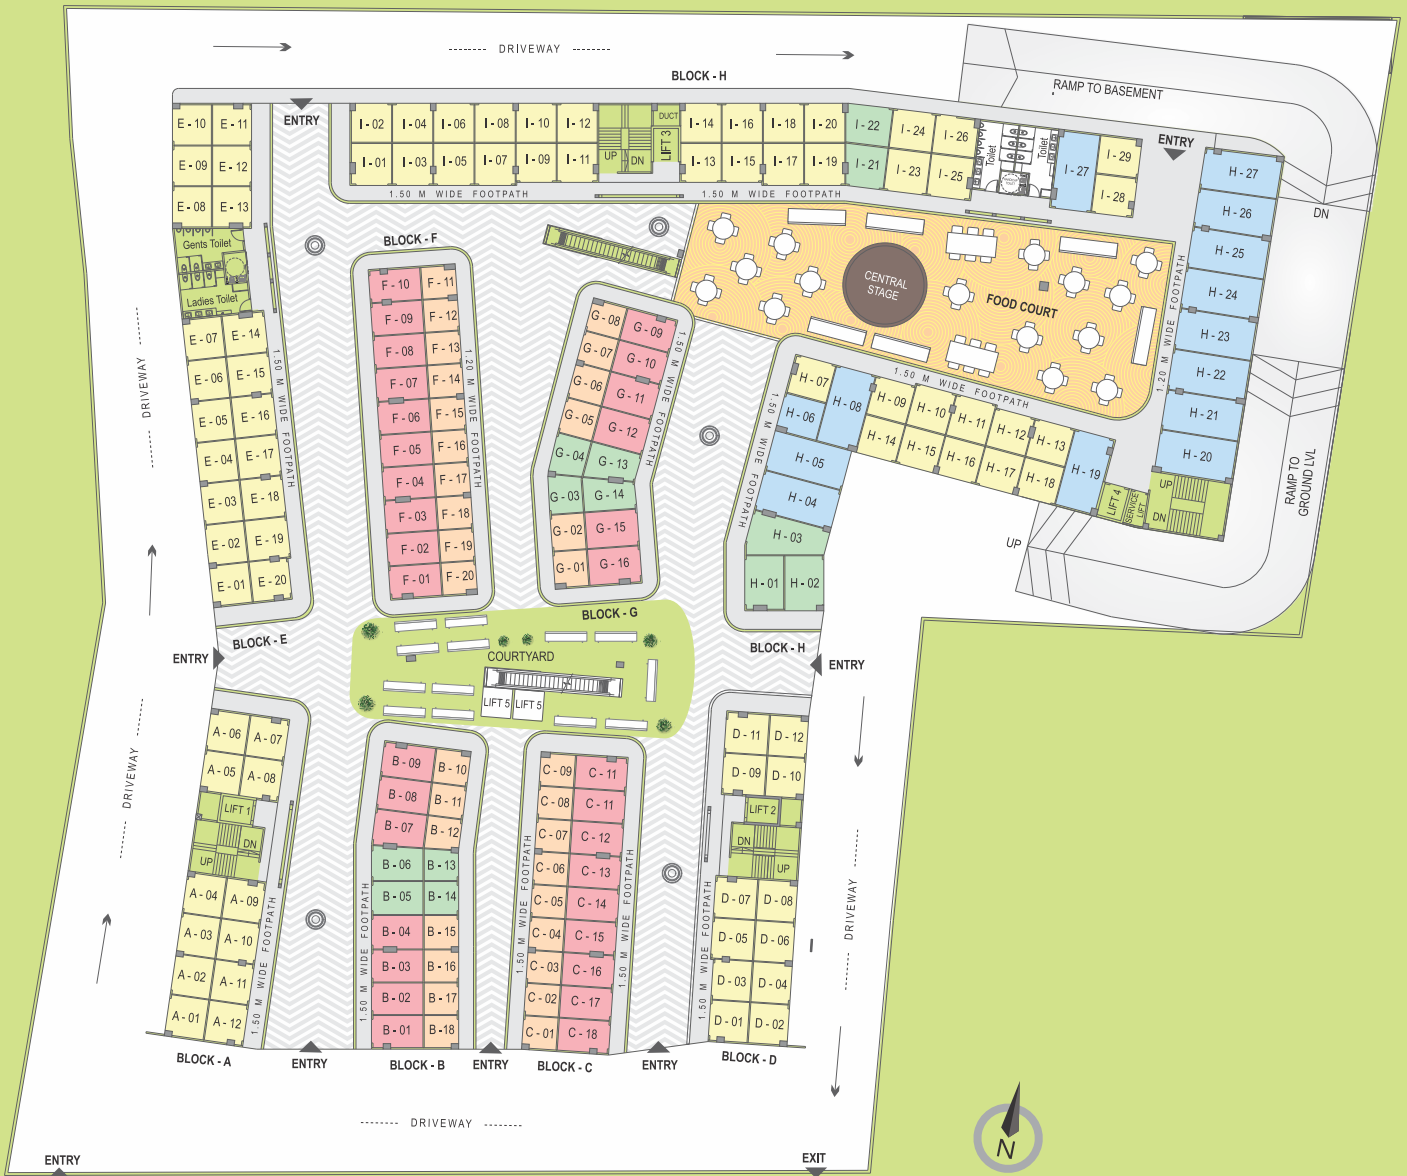 DRIVEWAY
BLOCK - H
RAMP TO BASEMENT
ENTRY
E - 10
E - 11
E - 09
E - 12
E - 08
E - 13
I - 02
I - 04
I - 06
I - 08
I - 10
I - 12
I - 01
I - 03
I - 05
I - 07
I - 09
I - 11
UP
DN
DUCT
LIFT 3
I - 14
I - 16
I - 18
I - 20
I - 13
I - 15
I - 17
I - 19
I - 22
I - 24
I - 26
I - 21
I - 23
I - 25
Toilet
Toilet
I - 27
I - 29
I - 28
ENTRY
1.50 M WIDE FOOTPATH
1.50 M WIDE FOOTPATH
H - 27
H - 26
H - 25
H - 24
H - 23
H - 22
H - 21
H - 20
DN
Gents Toilet
Ladies Toilet
BLOCK - F
CENTRAL
STAGE
FOOD COURT
1.20 M WIDE FOOTPATH
E - 07
E - 14
E - 06
E - 15
E - 05
E - 16
E - 04
E - 17
E - 03
E - 18
E - 02
E - 19
E - 01
E - 20
1.50 M WIDE FOOTPATH
DRIVEWAY
F - 10
F - 11
F - 09
F - 12
F - 08
F - 13
F - 07
F - 14
F - 06
F - 15
F - 05
F - 16
F - 04
F - 17
F - 03
F - 18
F - 02
F - 19
F - 01
F - 20
1.20 M WIDE FOOTPATH
G - 08
G - 09
G - 07
G - 10
G - 06
G - 11
G - 05
G - 12
G - 04
G - 13
G - 03
G - 14
G - 02
G - 15
G - 01
G - 16
1.50 M WIDE FOOTPATH
1.50 M WIDE FOOTPATH
1.50 M WIDE FOOTPATH
H - 07
H - 08
H - 06
H - 05
H - 04
H - 03
H - 01
H - 02
H - 09
H - 10
H - 11
H - 12
H - 13
H - 14
H - 15
H - 16
H - 17
H - 18
H - 19
LIFT 4
SERVICE
LIFT
UP
DN
RAMP TO
GROUND LVL
UP
BLOCK - E
BLOCK - G
BLOCK - H
ENTRY
ENTRY
COURTYARD
LIFT 5
LIFT 5
A - 06
A - 07
A - 05
A - 08
LIFT 1
DN
UP
A - 04
A - 09
A - 03
A - 10
A - 02
A - 11
A - 01
A - 12
1.50 M WIDE FOOTPATH
DRIVEWAY
B - 09
B - 10
B - 08
B - 11
B - 07
B - 12
B - 06
B - 13
B - 05
B - 14
B - 04
B - 15
B - 03
B - 16
B - 02
B - 17
B - 01
B - 18
1.50 M WIDE FOOTPATH
C - 09
C - 11
C - 08
C - 11
C - 07
C - 12
C - 06
C - 13
C - 05
C - 14
C - 04
C - 15
C - 03
C - 16
C - 02
C - 17
C - 01
C - 18
1.50 M WIDE FOOTPATH
1.50 M WIDE FOOTPATH
D - 11
D - 12
D - 09
D - 10
LIFT 2
DN
UP
D - 07
D - 08
D - 05
D - 06
D - 03
D - 04
D - 01
D - 02
1.50 M WIDE FOOTPATH
DRIVEWAY
BLOCK - A
ENTRY
BLOCK - B
ENTRY
BLOCK - C
ENTRY
BLOCK - D
DRIVEWAY
ENTRY
EXIT
N